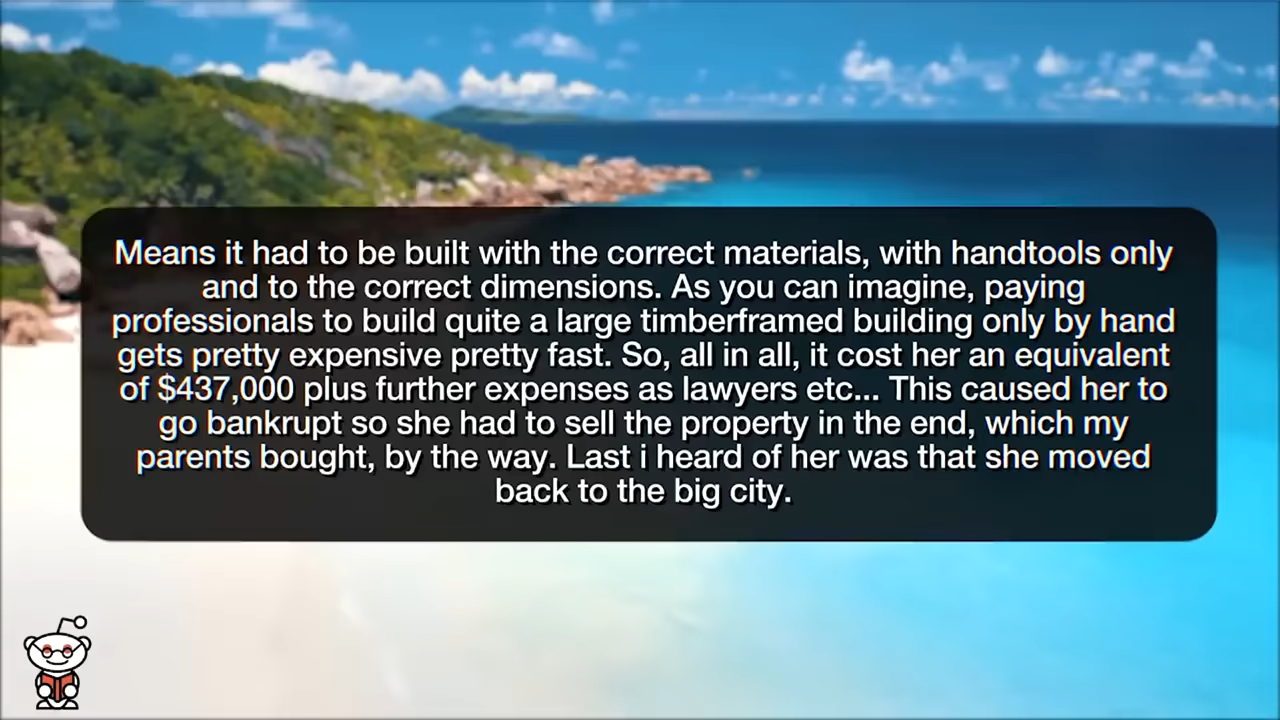 Means it had to be built with the correct materials, with handtools only
and to the correct dimensions. As you can imagine, paying
professionals to build quite a large timberframed building only by hand
gets pretty expensive pretty fast. So, all in all, it cost her an equivalent
of $437,000 plus further expenses as lawyers etc... This caused her to
go bankrupt so she had to sell the property in the end, which my
parents bought, by the way. Last i heard of her was that she moved
back to the big city.